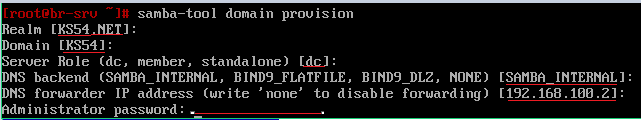 [root@hr-srv ~]# samba-tool domain provision
Realm [KS54.NET]:
Domain [KS54]:
Server Role (dc, member, standalone) [dc]:
DNS backend (SAMBA_INTERNAL, BIND9_FLATFILE, BIND9_DLZ, NONE) [SAMBA_INTERNAL]:
DNS forwarder IP address (write 'none' to disable forwarding) [192.168.100.2]:
Administrator password: